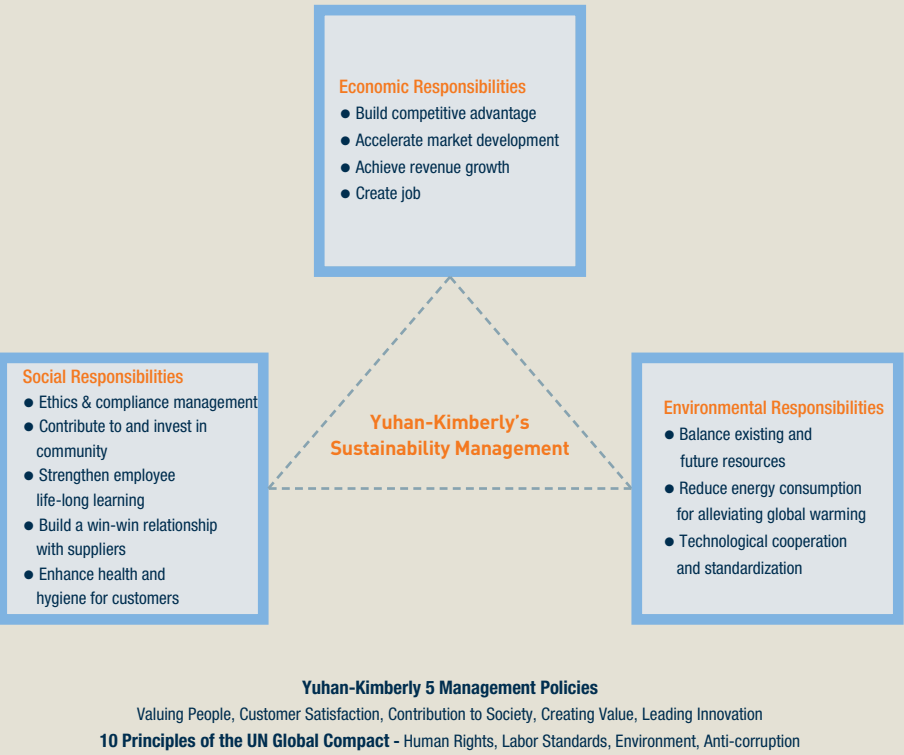 Economic Responsibilities
● Build competitive advantage
● Accelerate market development
● Achieve revenue growth
● Create job
Social Responsibilities
● Ethics & compliance management
● Contribute to and invest in
community
● Strengthen employee
life-long learning
● Build a win-win relationship
with suppliers
● Enhance health and
hygiene for customers
Yuhan-Kimberly's
Sustainability Management
Environmental Responsibilities
● Balance existing and
future resources
● Reduce energy consumption
for alleviating global warming
● Technological cooperation
and standardization
Yuhan-Kimberly 5 Management Policies
Valuing People, Customer Satisfaction, Contribution to Society, Creating Value, Leading Innovation
10 Principles of the UN Global Compact - Human Rights, Labor Standards, Environment, Anti-corruption